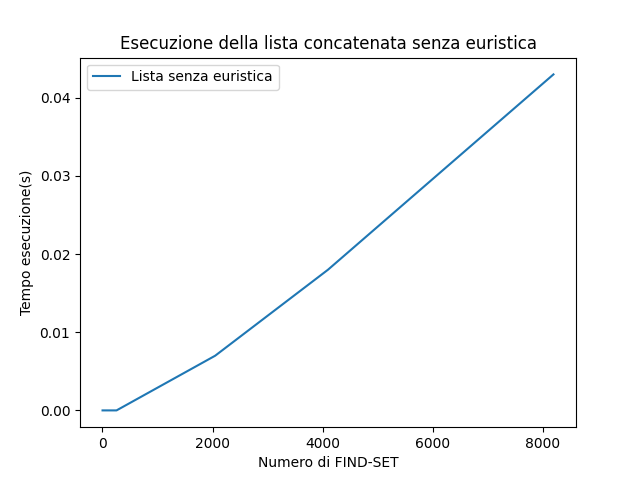 Esecuzione della lista concatenata senza euristica
Lista senza euristica
0.04
0.03
0.02
0.01
0.00
Tempo esecuzione(s)
0 2000 4000 6000 8000
Numero di FIND-SET